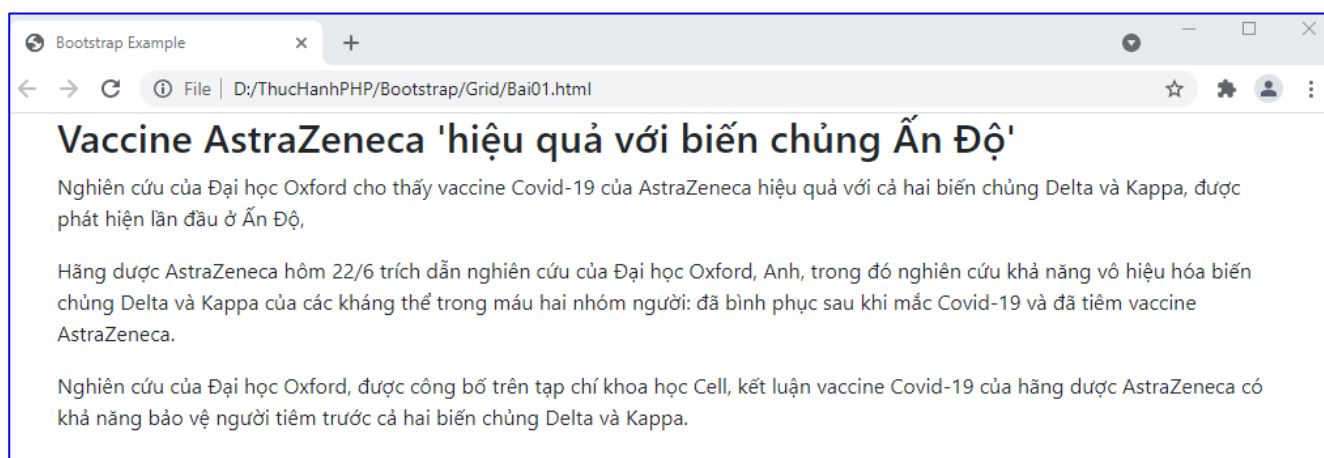 Bootstrap Example
File D:/ThucHanhPHP/Bootstrap/Grid/Bai01.html
Vaccine AstraZeneca 'hiệu quả với biến chủng Ấn Độ'
Nghiên cứu của Đại học Oxford cho thấy vaccine Covid-19 của AstraZeneca hiệu quả với cả hai biến chủng Delta và Kappa, được
phát hiện lần đầu ở Ấn Độ,
Hãng dược AstraZeneca hôm 22/6 trích dẫn nghiên cứu của Đại học Oxford, Anh, trong đó nghiên cứu khả năng vô hiệu hóa biến
chủng Delta và Kappa của các kháng thể trong máu hai nhóm người: đã bình phục sau khi mắc Covid-19 và đã tiêm vaccine
AstraZeneca.
Nghiên cứu của Đại học Oxford, được công bố trên tạp chí khoa học Cell, kết luận vaccine Covid-19 của hãng dược AstraZeneca có
khả năng bảo vệ người tiêm trước cả hai biến chủng Delta và Kappa.